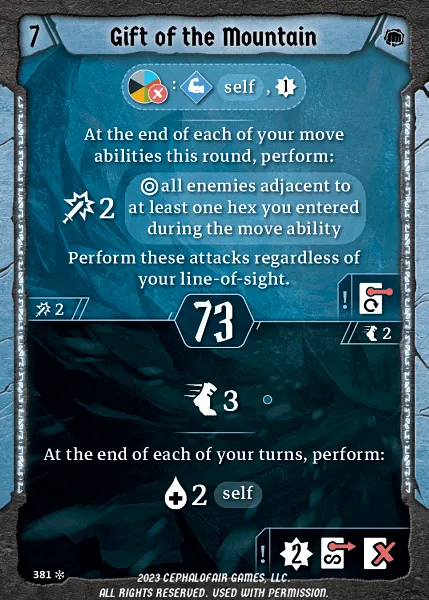 7 Gift of the Mountain
: self , 1
At the end of each of your move
abilities this round, perform:
2 all enemies adjacent to
at least one hex you entered
during the move ability
Perform these attacks regardless of
your line-of-sight.
!
2
73
2
3
At the end of each of your turns, perform:
2 self
! 2
381
2023 CEPHALOFAIR GAMES, LLC.
ALL RIGHTS RESERVED. USED WITH PERMISSION.